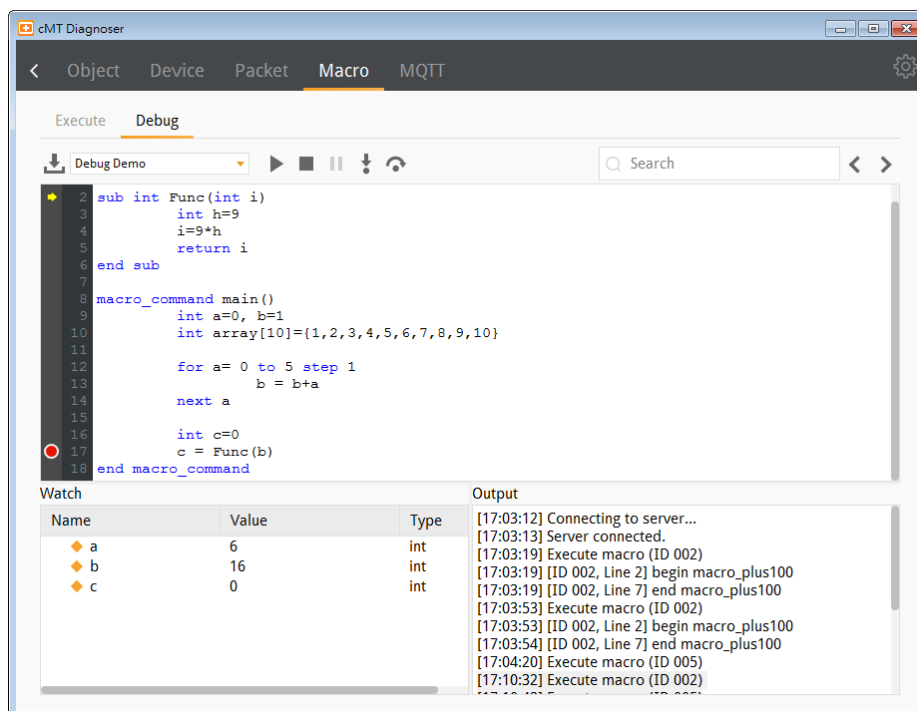 cMT Diagnoser
Object Device Packet Macro MQTT
Execute Debug
Debug Demo
Search
2 sub int Func(int i)
3 int h=9
4 i=9*h
5 return i
6 end sub
7
8 macro_command main()
9 int a=0, b=1
10 int array[10]={1,2,3,4,5,6,7,8,9,10}
11
12 for a= 0 to 5 step 1
13 b = b+a
14 next a
15
16 int c=0
17 c = Func(b)
18 end macro_command
Watch
Name Value Type
a 6 int
b 16 int
c 0 int
Output
[17:03:12] Connecting to server...
[17:03:13] Server connected.
[17:03:19] Execute macro (ID 002)
[17:03:19] [ID 002, Line 2] begin macro_plus100
[17:03:19] [ID 002, Line 7] end macro_plus100
[17:03:53] Execute macro (ID 002)
[17:03:53] [ID 002, Line 2] begin macro_plus100
[17:03:54] [ID 002, Line 7] end macro_plus100
[17:04:20] Execute macro (ID 005)
[17:10:32] Execute macro (ID 002)